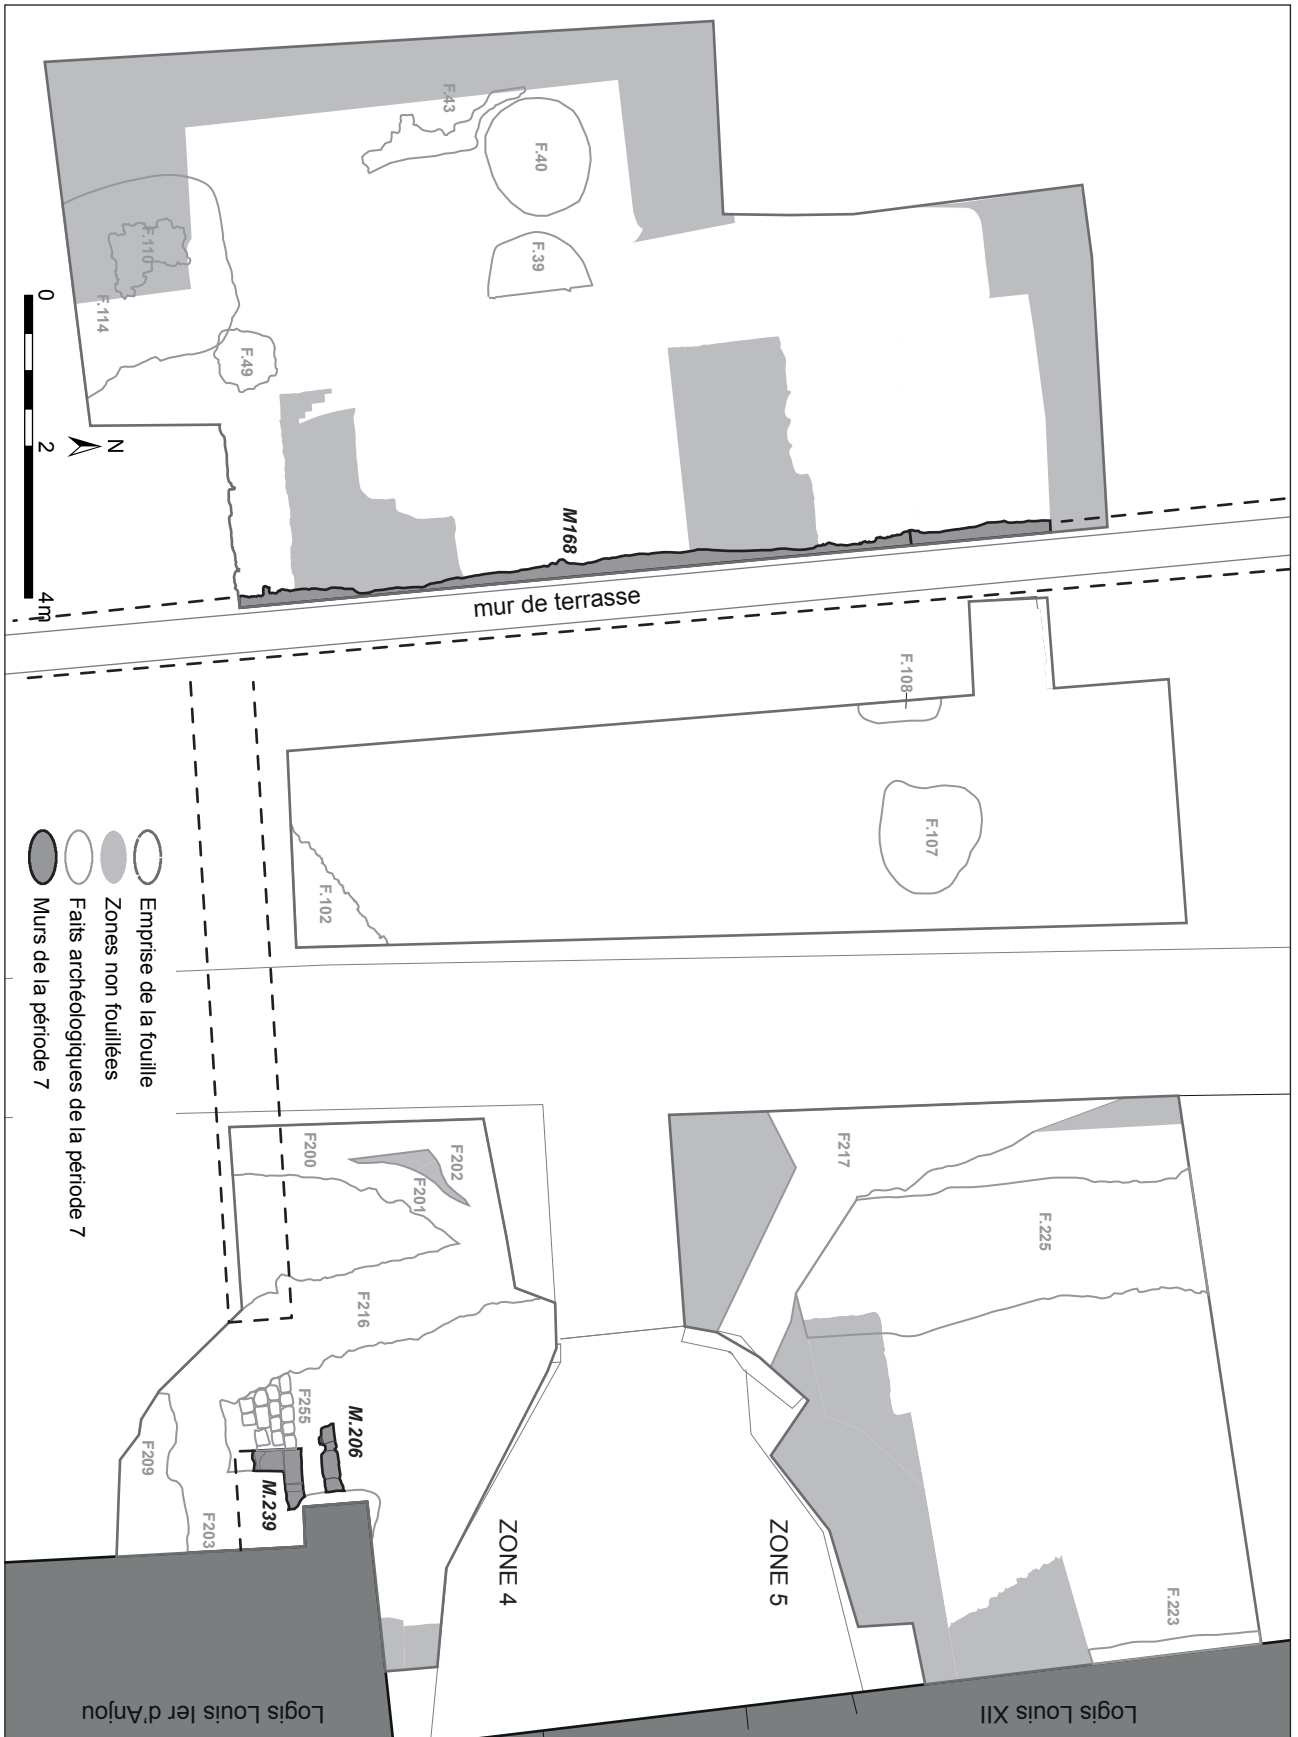 F.43
F.40
F.39
F.110
F.114
F.49
0
2
4m
N
M168
mur de terrasse
F.108
F.107
F.102
Emprise de la fouille
Zones non fouillées
Faits archéologiques de la période 7
Murs de la période 7
F200
F202
F201
F217
F.225
F216
F255
M.206
M.239
F209
F203
ZONE 4
ZONE 5
F.223
Logis Louis Ier d'Anjou
Logis Louis XII